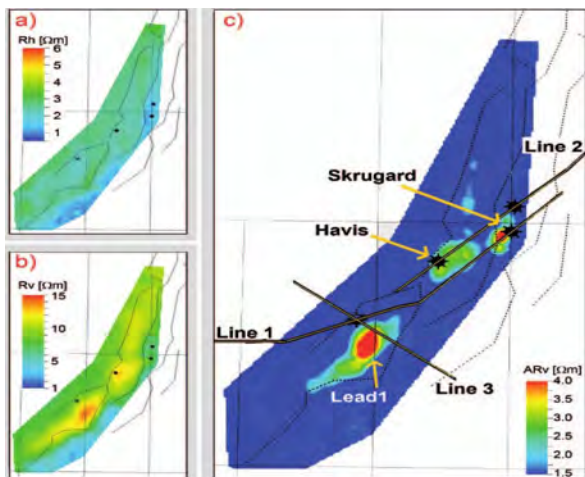 a)
Rh [Ωm]
6
5
4
3
2
1
b)
Rv [Ωm]
15
10
5
1
c)
Line 2
Skrugard
Havis
Line 1
Line 3
Lead1
ARv
4.0
3.5
3.0
2.5
2.0
1.5